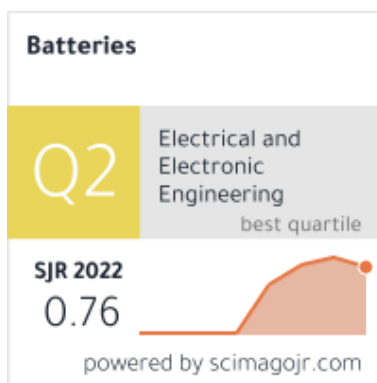 Batteries
Q2
Electrical and
Electronic
Engineering
best quartile
SJR 2022
0.76
powered by scimagojr.com